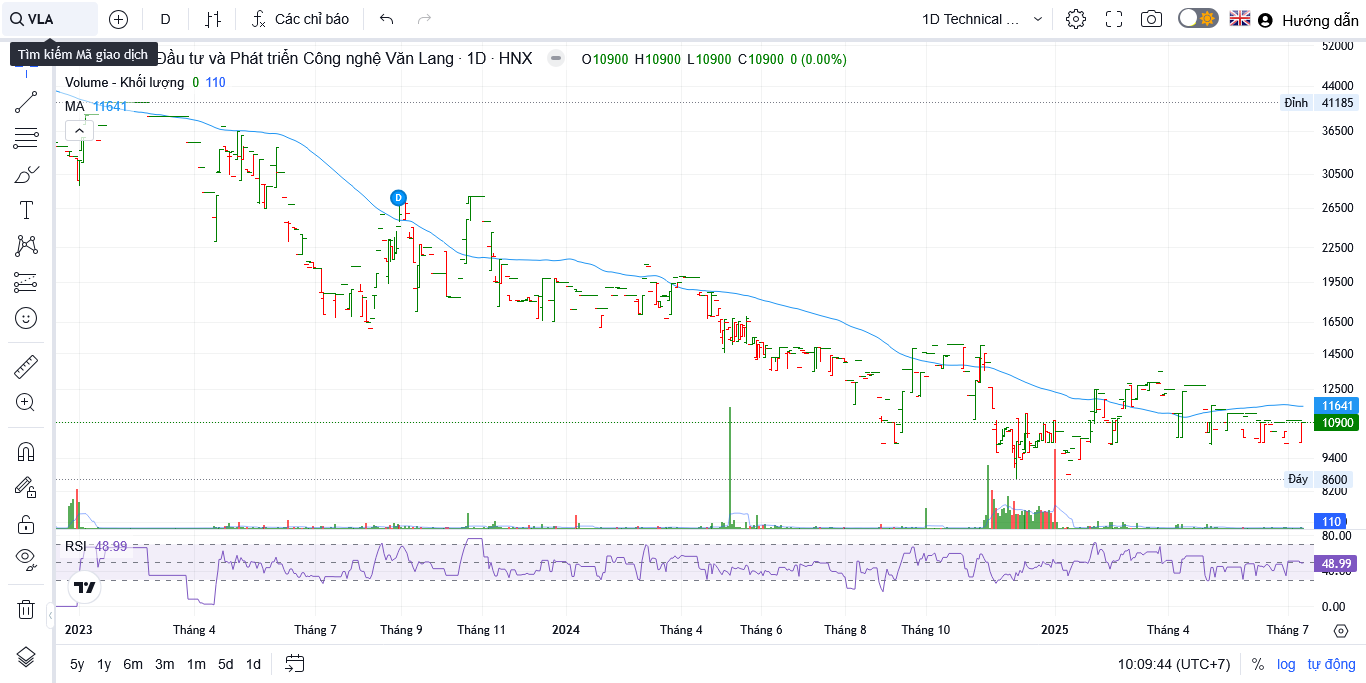 VLA
D
Các chỉ báo
1D Technical ...
Hướng dẫn
Tìm kiếm Mã giao dịch
Đầu tư và Phát triển Công nghệ Văn Lang · 1D · HNX
O10900 H10900 L10900 C10900 0 (0.00%)
Volume - Khối lượng 0 110
MA 11641
D
52000
44000
Đỉnh 41185
36500
30500
26500
22500
19500
16500
14500
12500
11641
10900
9400
Đáy 8600
8200
110
RSI 48.99
80.00
48.99
40.00
0.00
2023
Tháng 4
Tháng 7
Tháng 9
Tháng 11
2024
Tháng 4
Tháng 6
Tháng 8
Tháng 10
2025
Tháng 4
Tháng 7
5y 1y 6m 3m 1m 5d 1d
10:09:44 (UTC+7)
% log tự động